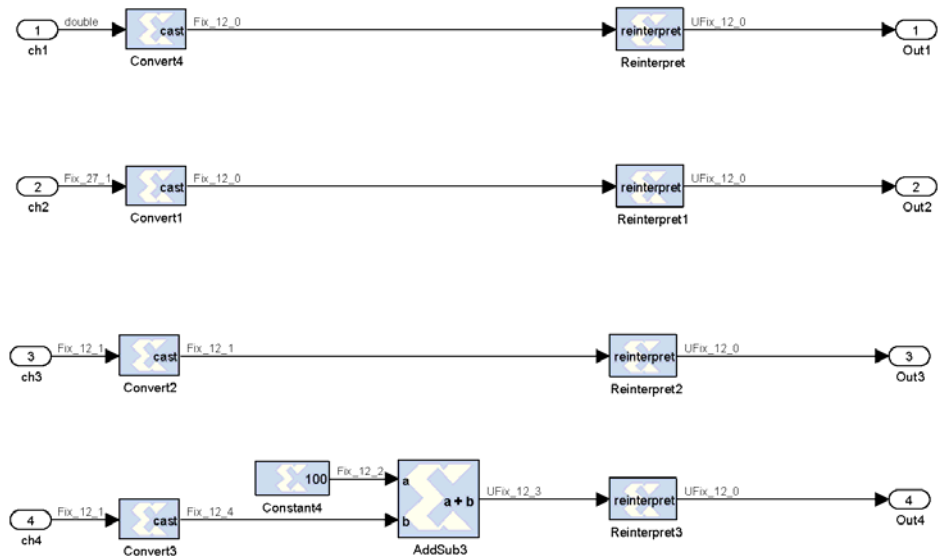 1 double cast Fix_12_0 reinterpret UFix_12_0 1
ch1 Convert4 Reinterpret Out1
2 Fix_27_1 cast Fix_12_0 reinterpret UFix_12_0 2
ch2 Convert1 Reinterpret1 Out2
3 Fix_12_1 cast Fix_12_1 reinterpret UFix_12_0 3
ch3 Convert2 Reinterpret2 Out3
100 Fix_12_2 a
Constant4
4 Fix_12_1 cast Fix_12_4 b a + b UFix_12_3 reinterpret UFix_12_0 4
ch4 Convert3 AddSub3 Reinterpret3 Out4